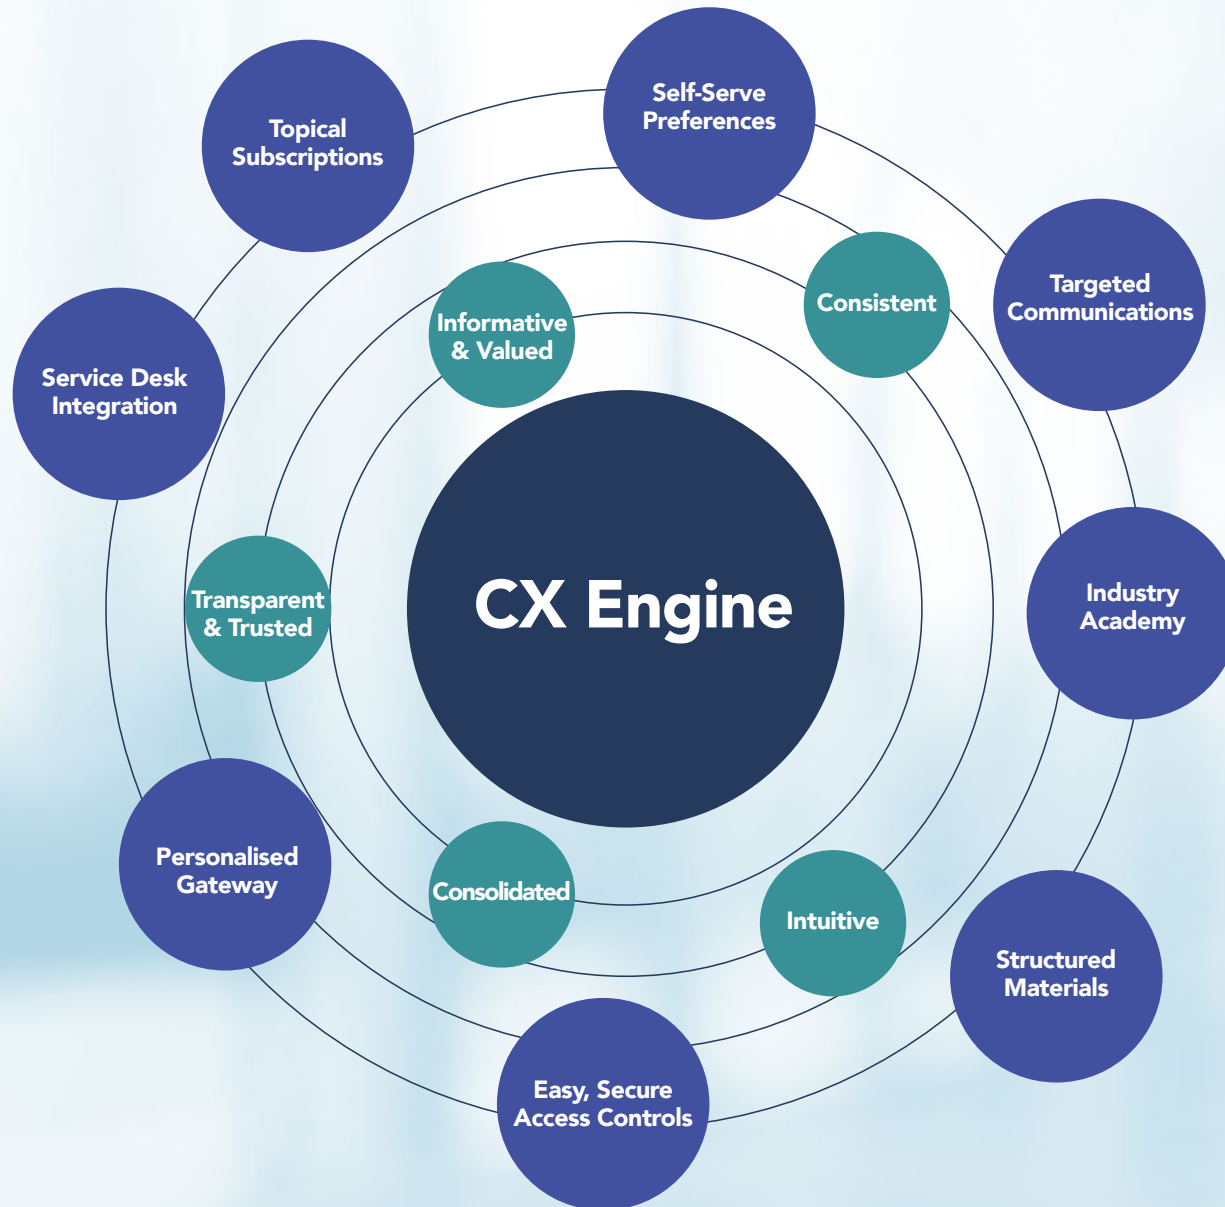 Self-Serve
Preferences
Topical
Subscriptions
Targeted
Communications
Consistent
Informative
& Valued
Service Desk
Integration
CX Engine
Transparent
& Trusted
Industry
Academy
Personalised
Gateway
Consolidated
Intuitive
Structured
Materials
Easy, Secure
Access Controls